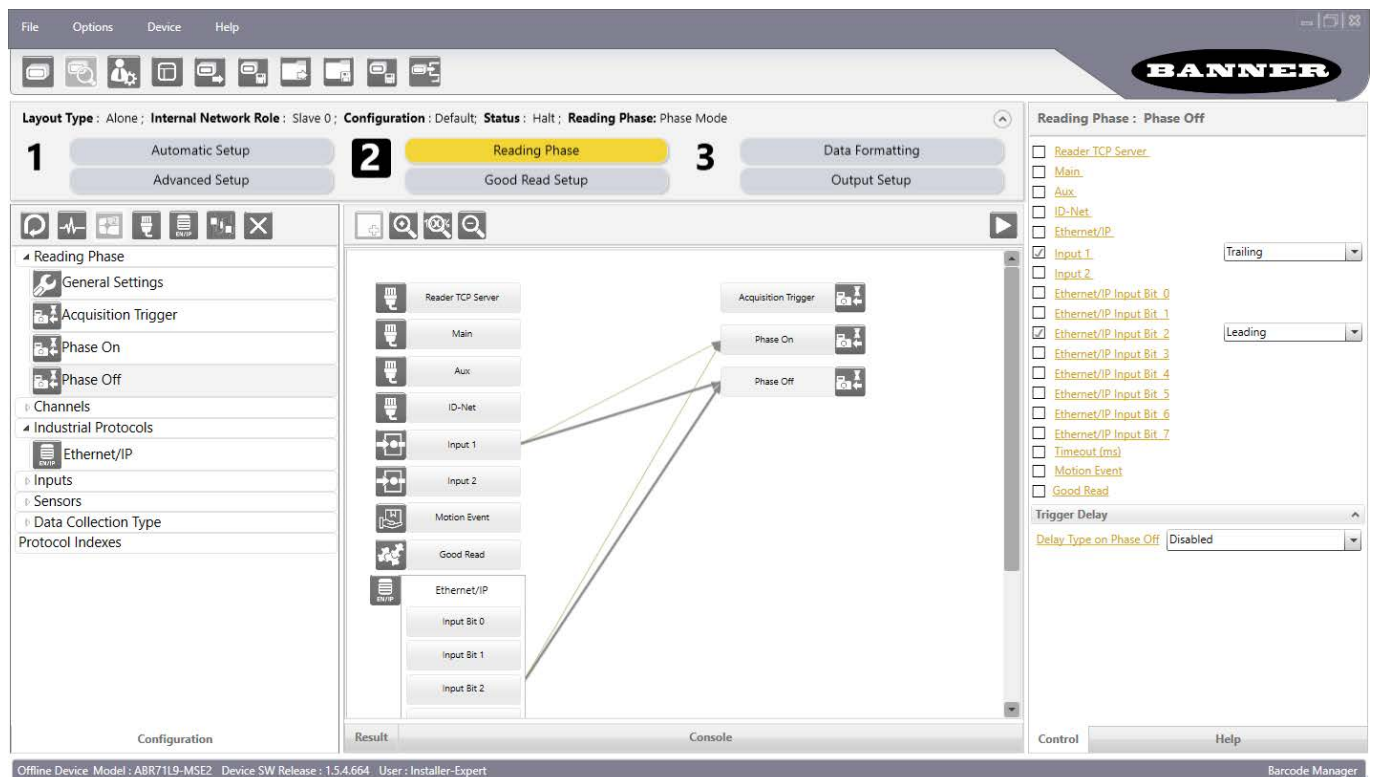 File Options Device Help
BANNER
Layout Type : Alone ; Internal Network Role : Slave 0 ; Configuration : Default; Status : Halt ; Reading Phase: Phase Mode
1 Automatic Setup 2 Reading Phase 3 Data Formatting
Advanced Setup Good Read Setup Output Setup
EN/IP
100%
Reading Phase
General Settings
Acquisition Trigger
Phase On
Phase Off
Channels
Industrial Protocols
EN/IP Ethernet/IP
Inputs
Sensors
Data Collection Type
Protocol Indexes
Configuration
Reader TCP Server
Main
Aux
ID-Net
Input 1
Input 2
Motion Event
Good Read
EN/IP Ethernet/IP
Input Bit 0
Input Bit 1
Input Bit 2
Acquisition Trigger
Phase On
Phase Off
Result Console
Reading Phase : Phase Off
Reader TCP Server
Main
Aux
ID-Net
Ethernet/IP
Input 1 Trailing
Input 2
Ethernet/IP Input Bit 0
Ethernet/IP Input Bit 1
Ethernet/IP Input Bit 2 Leading
Ethernet/IP Input Bit 3
Ethernet/IP Input Bit 4
Ethernet/IP Input Bit 5
Ethernet/IP Input Bit 6
Ethernet/IP Input Bit 7
Timeout (ms)
Motion Event
Good Read
Trigger Delay
Delay Type on Phase Off Disabled
Control Help
Offline Device Model : ABR71L9-MSE2 Device SW Release : 1.5.4.664 User : Installer-Expert Barcode Manager